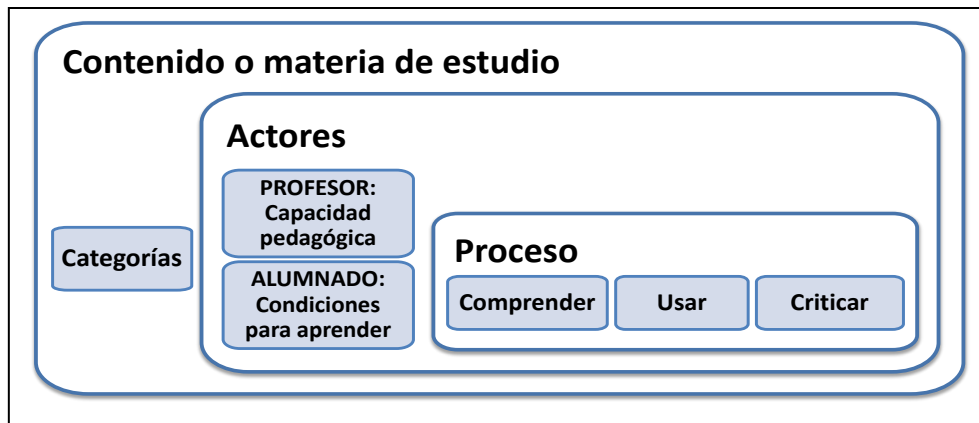 Contenido o materia de estudio
Actores
PROFESOR:
Capacidad
pedagógica
Categorías
ALUMNADO:
Condiciones
para aprender
Proceso
Comprender
Usar
Criticar